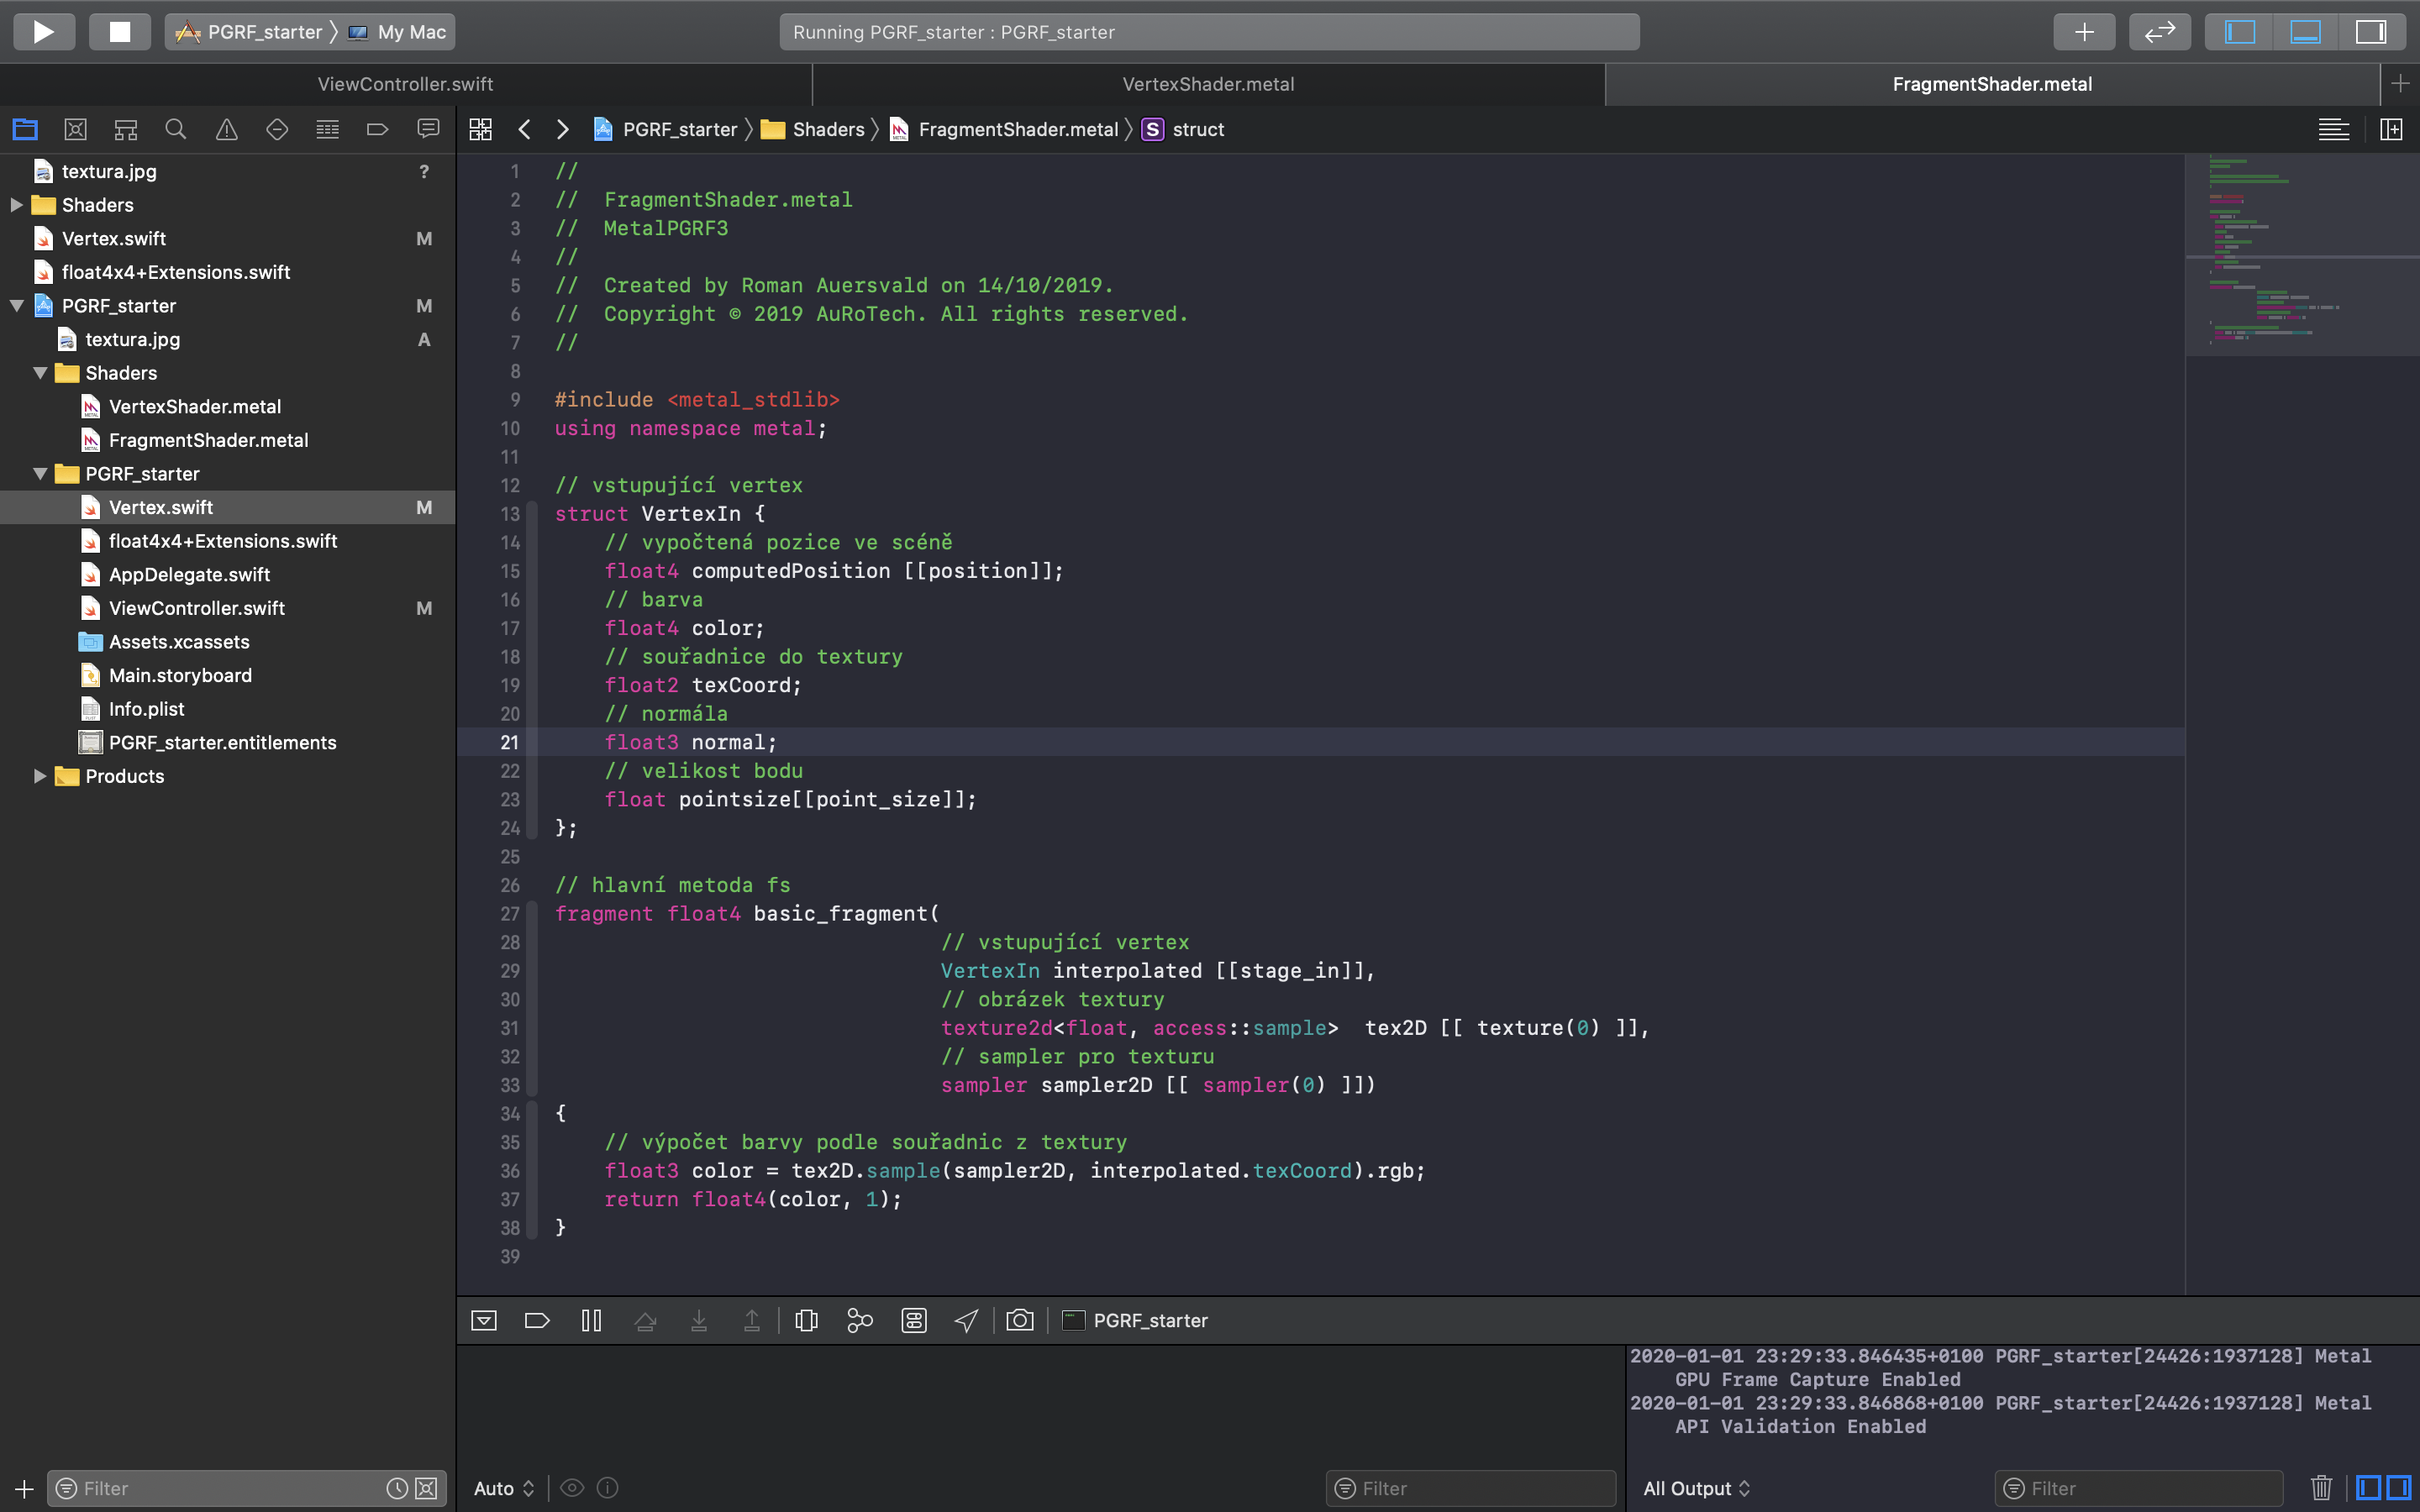 PGRF_starter 〉 My Mac
Running PGRF_starter : PGRF_starter
ViewController.swift
VertexShader.metal
FragmentShader.metal
PGRF_starter 〉 Shaders 〉 FragmentShader.metal 〉 S struct
textura.jpg ?
Shaders
Vertex.swift M
float4x4+Extensions.swift
PGRF_starter M
textura.jpg A
Shaders
VertexShader.metal
FragmentShader.metal
PGRF_starter
Vertex.swift M
float4x4+Extensions.swift
AppDelegate.swift
ViewController.swift M
Assets.xcassets
Main.storyboard
Info.plist
PGRF_starter.entitlements
Products
Filter
1 //
2 //  FragmentShader.metal
3 //  MetalPGRF3
4 //
5 //  Created by Roman Auersvald on 14/10/2019.
6 //  Copyright © 2019 AuRoTech. All rights reserved.
7 //
8
9 #include <metal_stdlib>
10 using namespace metal;
11
12 // vstupující vertex
13 struct VertexIn {
14     // vypočtená pozice ve scéně
15     float4 computedPosition [[position]];
16     // barva
17     float4 color;
18     // souřadnice do textury
19     float2 texCoord;
20     // normála
21     float3 normal;
22     // velikost bodu
23     float pointsize[[point_size]];
24 };
25
26 // hlavní metoda fs
27 fragment float4 basic_fragment(
28                                // vstupující vertex
29                                VertexIn interpolated [[stage_in]],
30                                // obrázek textury
31                                texture2d<float, access::sample>  tex2D [[ texture(0) ]],
32                                // sampler pro texturu
33                                sampler sampler2D [[ sampler(0) ]])
34 {
35     // výpočet barvy podle souřadnic z textury
36     float3 color = tex2D.sample(sampler2D, interpolated.texCoord).rgb;
37     return float4(color, 1);
38 }
39
PGRF_starter
2020-01-01 23:29:33.846435+0100 PGRF_starter[24426:1937128] Metal
GPU Frame Capture Enabled
2020-01-01 23:29:33.846868+0100 PGRF_starter[24426:1937128] Metal
API Validation Enabled
Auto
Filter
All Output
Filter